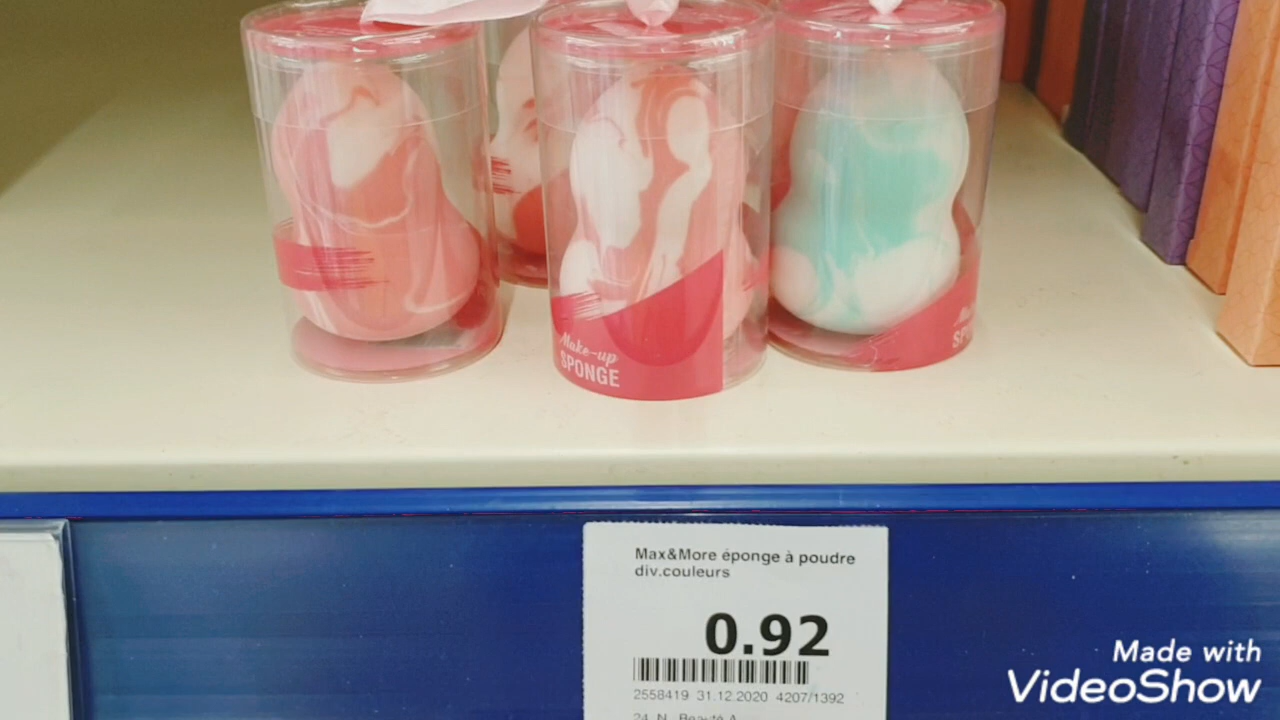 Make-up
SPONGE
Max&More éponge à poudre
div.couleurs
0.92
2558419 31.12.2020 4207/1392
Made with
VideoShow